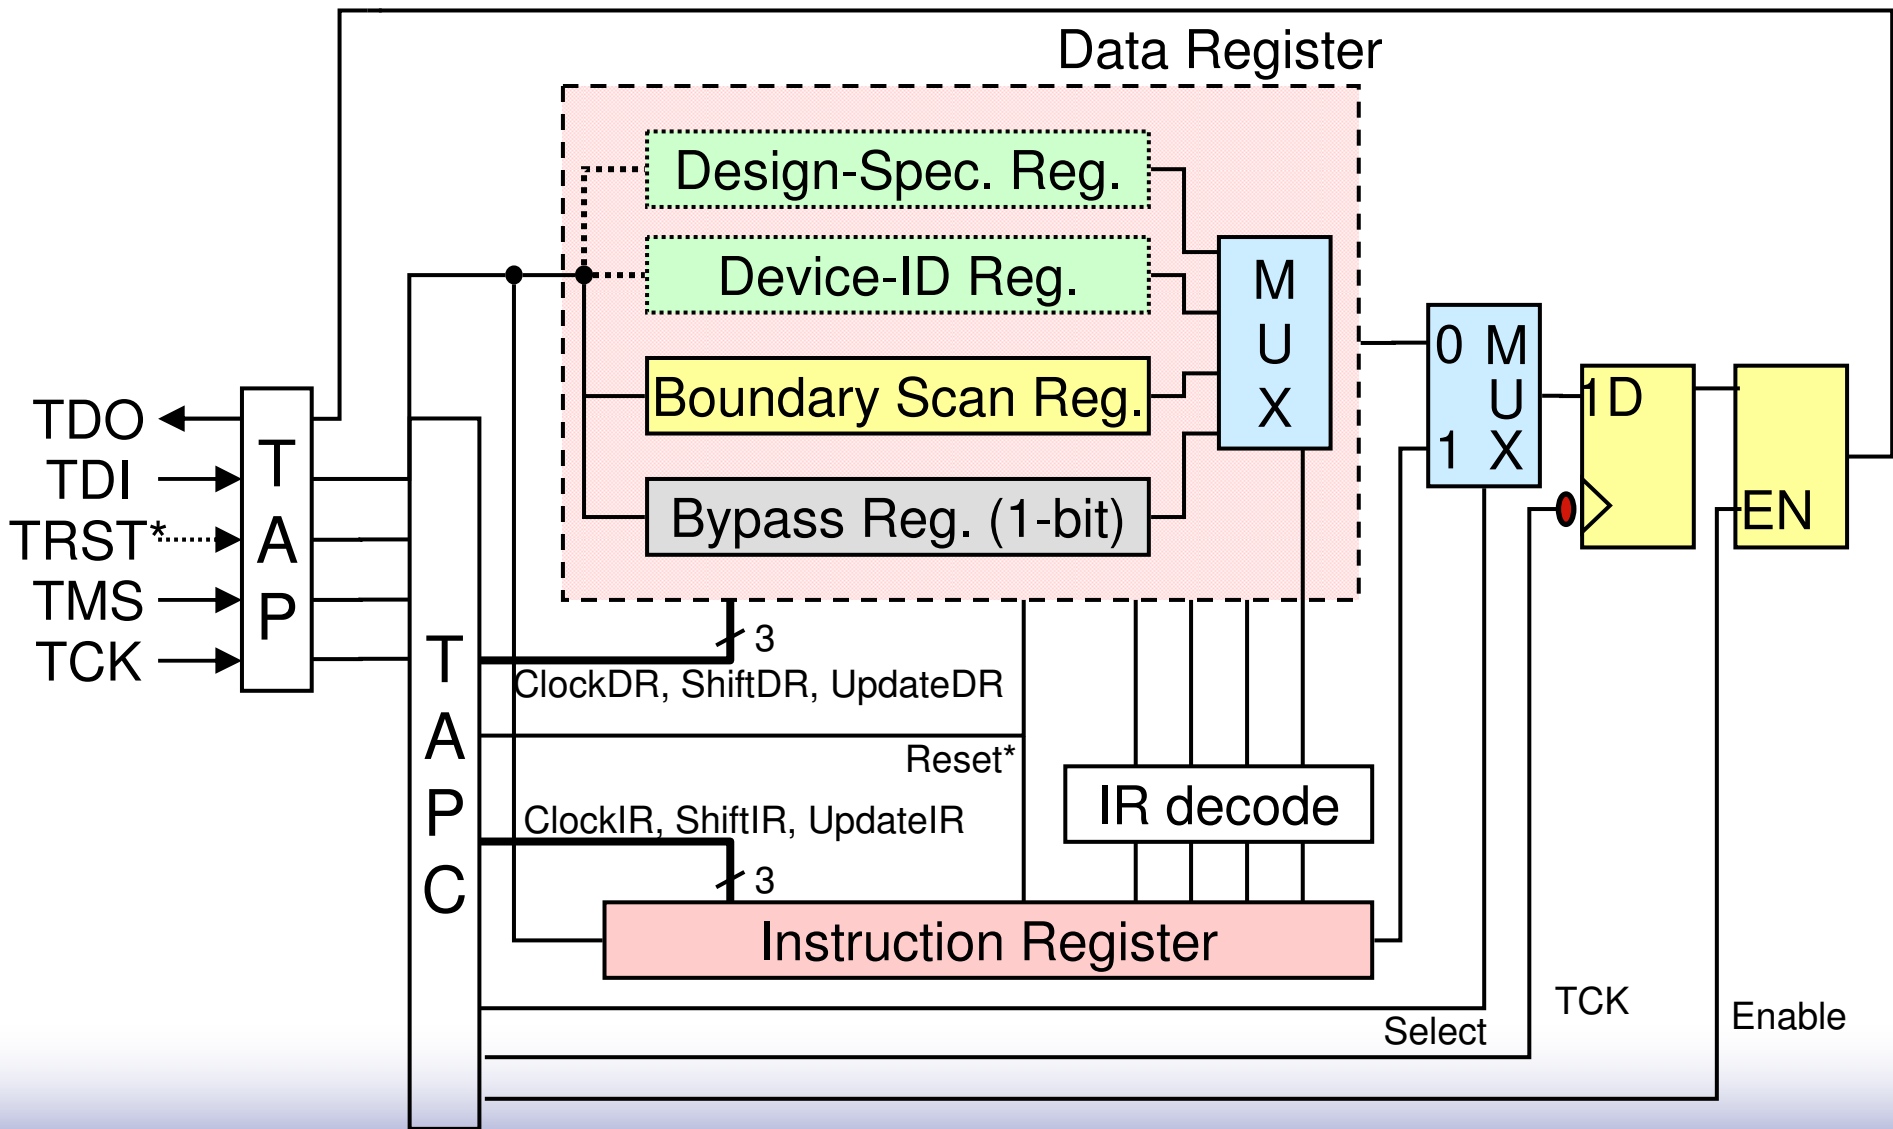 Data Register
Design-Spec. Reg.
Device-ID Reg.
Boundary Scan Reg.
Bypass Reg. (1-bit)
M
U
X
0 M
U
1 X
1D
EN
TDO
TDI
TRST*
TMS
TCK
T
A
P
T
A
P
C
3
ClockDR, ShiftDR, UpdateDR
Reset*
ClockIR, ShiftIR, UpdateIR
3
IR decode
Instruction Register
Select
TCK
Enable